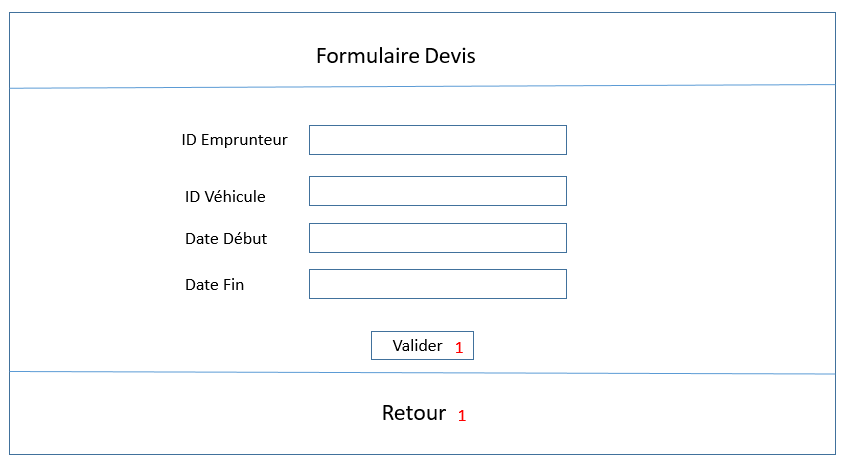 Formulaire Devis
ID Emprunteur
ID Véhicule
Date Début
Date Fin
Valider 1
Retour 1